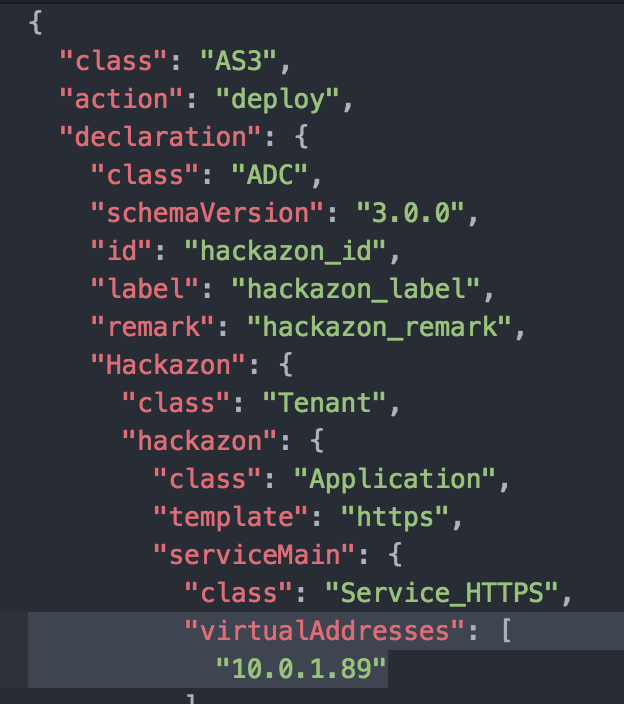 {
"class": "AS3",
"action": "deploy",
"declaration": {
"class": "ADC",
"schemaVersion": "3.0.0",
"id": "hackazon_id",
"label": "hackazon_label",
"remark": "hackazon_remark",
"Hackazon": {
"class": "Tenant",
"hackazon": {
"class": "Application",
"template": "https",
"serviceMain": {
"class": "Service_HTTPS",
"virtualAddresses": [
"10.0.1.89"
]